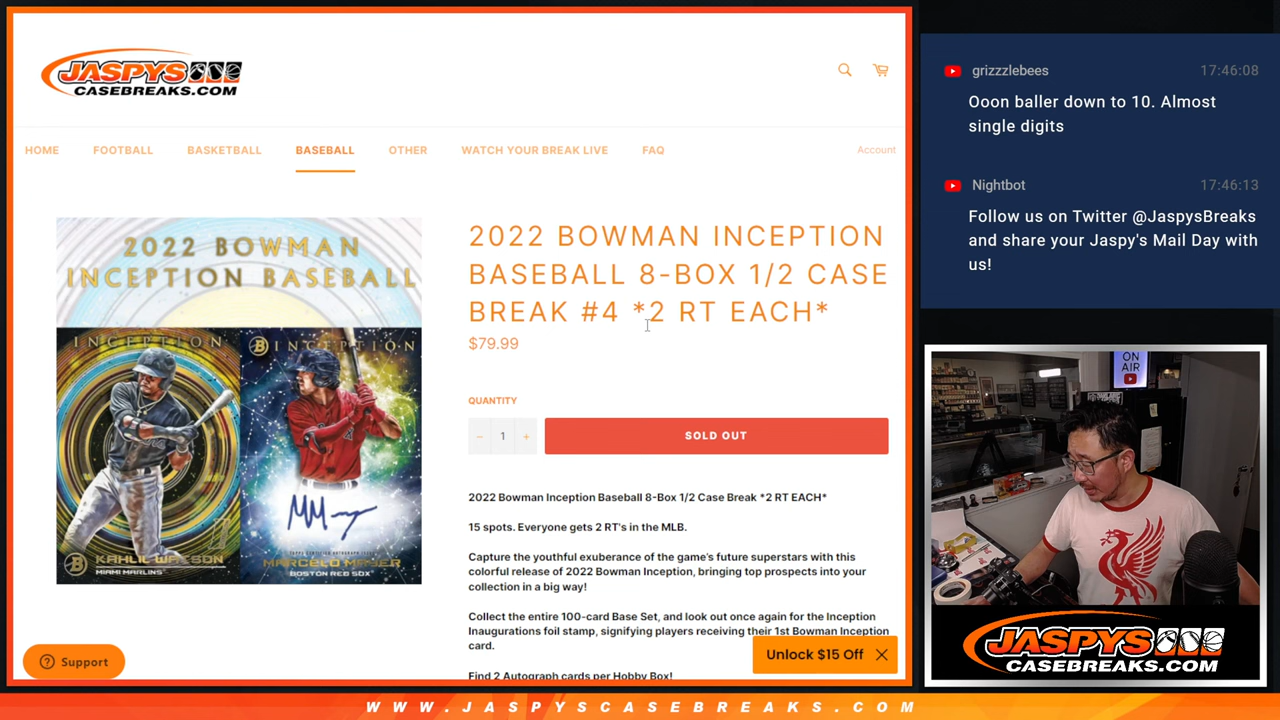 JASPYS
CASEBREAKS.COM
HOME FOOTBALL BASKETBALL BASEBALL OTHER WATCH YOUR BREAK LIVE FAQ Account
2022 BOWMAN
INCEPTION BASEBALL
INCEPTION
KAHLIL WATSON
MIAMI MARLINS
INCEPTION
MARCELO MAYER
BOSTON RED SOX
2022 BOWMAN INCEPTION
BASEBALL 8-BOX 1/2 CASE
BREAK #4 *2 RT EACH*
$79.99
QUANTITY
− 1 +
SOLD OUT
2022 Bowman Inception Baseball 8-Box 1/2 Case Break *2 RT EACH*
15 spots. Everyone gets 2 RT's in the MLB.
Capture the youthful exuberance of the game's future superstars with this
colorful release of 2022 Bowman Inception, bringing top prospects into your
collection in a big way!
Collect the entire 100-card Base Set, and look out once again for the Inception
Inaugurations foil stamp, signifying players receiving their 1st Bowman Inception
card.
Find 2 Autograph cards per Hobby Box!
Support
Unlock $15 Off
grizzzlebees 17:46:08
Ooon baller down to 10. Almost
single digits
Nightbot 17:46:13
Follow us on Twitter @JaspysBreaks
and share your Jaspy's Mail Day with
us!
ON
AIR
JASPYS
CASEBREAKS.COM
WWW.JASPYSCASEBREAKS.COM